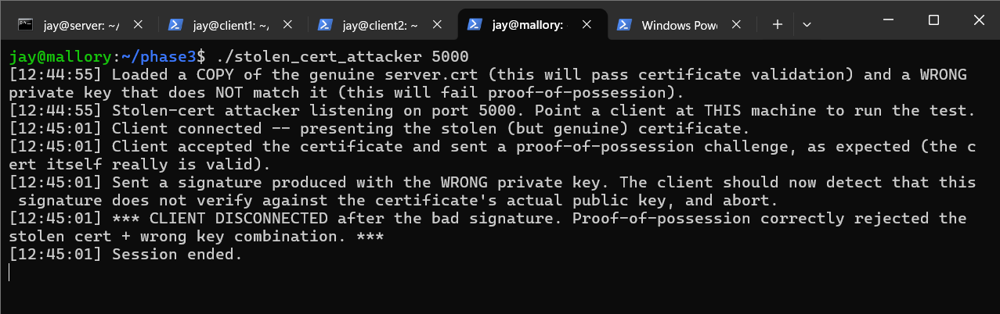 jay@server: ~/ jay@client1: ~/ jay@client2: ~ jay@mallory: Windows Pow
jay@mallory:~/phase3$ ./stolen_cert_attacker 5000
[12:44:55] Loaded a COPY of the genuine server.crt (this will pass certificate validation) and a WRONG
private key that does NOT match it (this will fail proof-of-possession).
[12:44:55] Stolen-cert attacker listening on port 5000. Point a client at THIS machine to run the test.
[12:45:01] Client connected -- presenting the stolen (but genuine) certificate.
[12:45:01] Client accepted the certificate and sent a proof-of-possession challenge, as expected (the c
ert itself really is valid).
[12:45:01] Sent a signature produced with the WRONG private key. The client should now detect that this
 signature does not verify against the certificate's actual public key, and abort.
[12:45:01] *** CLIENT DISCONNECTED after the bad signature. Proof-of-possession correctly rejected the
stolen cert + wrong key combination. ***
[12:45:01] Session ended.